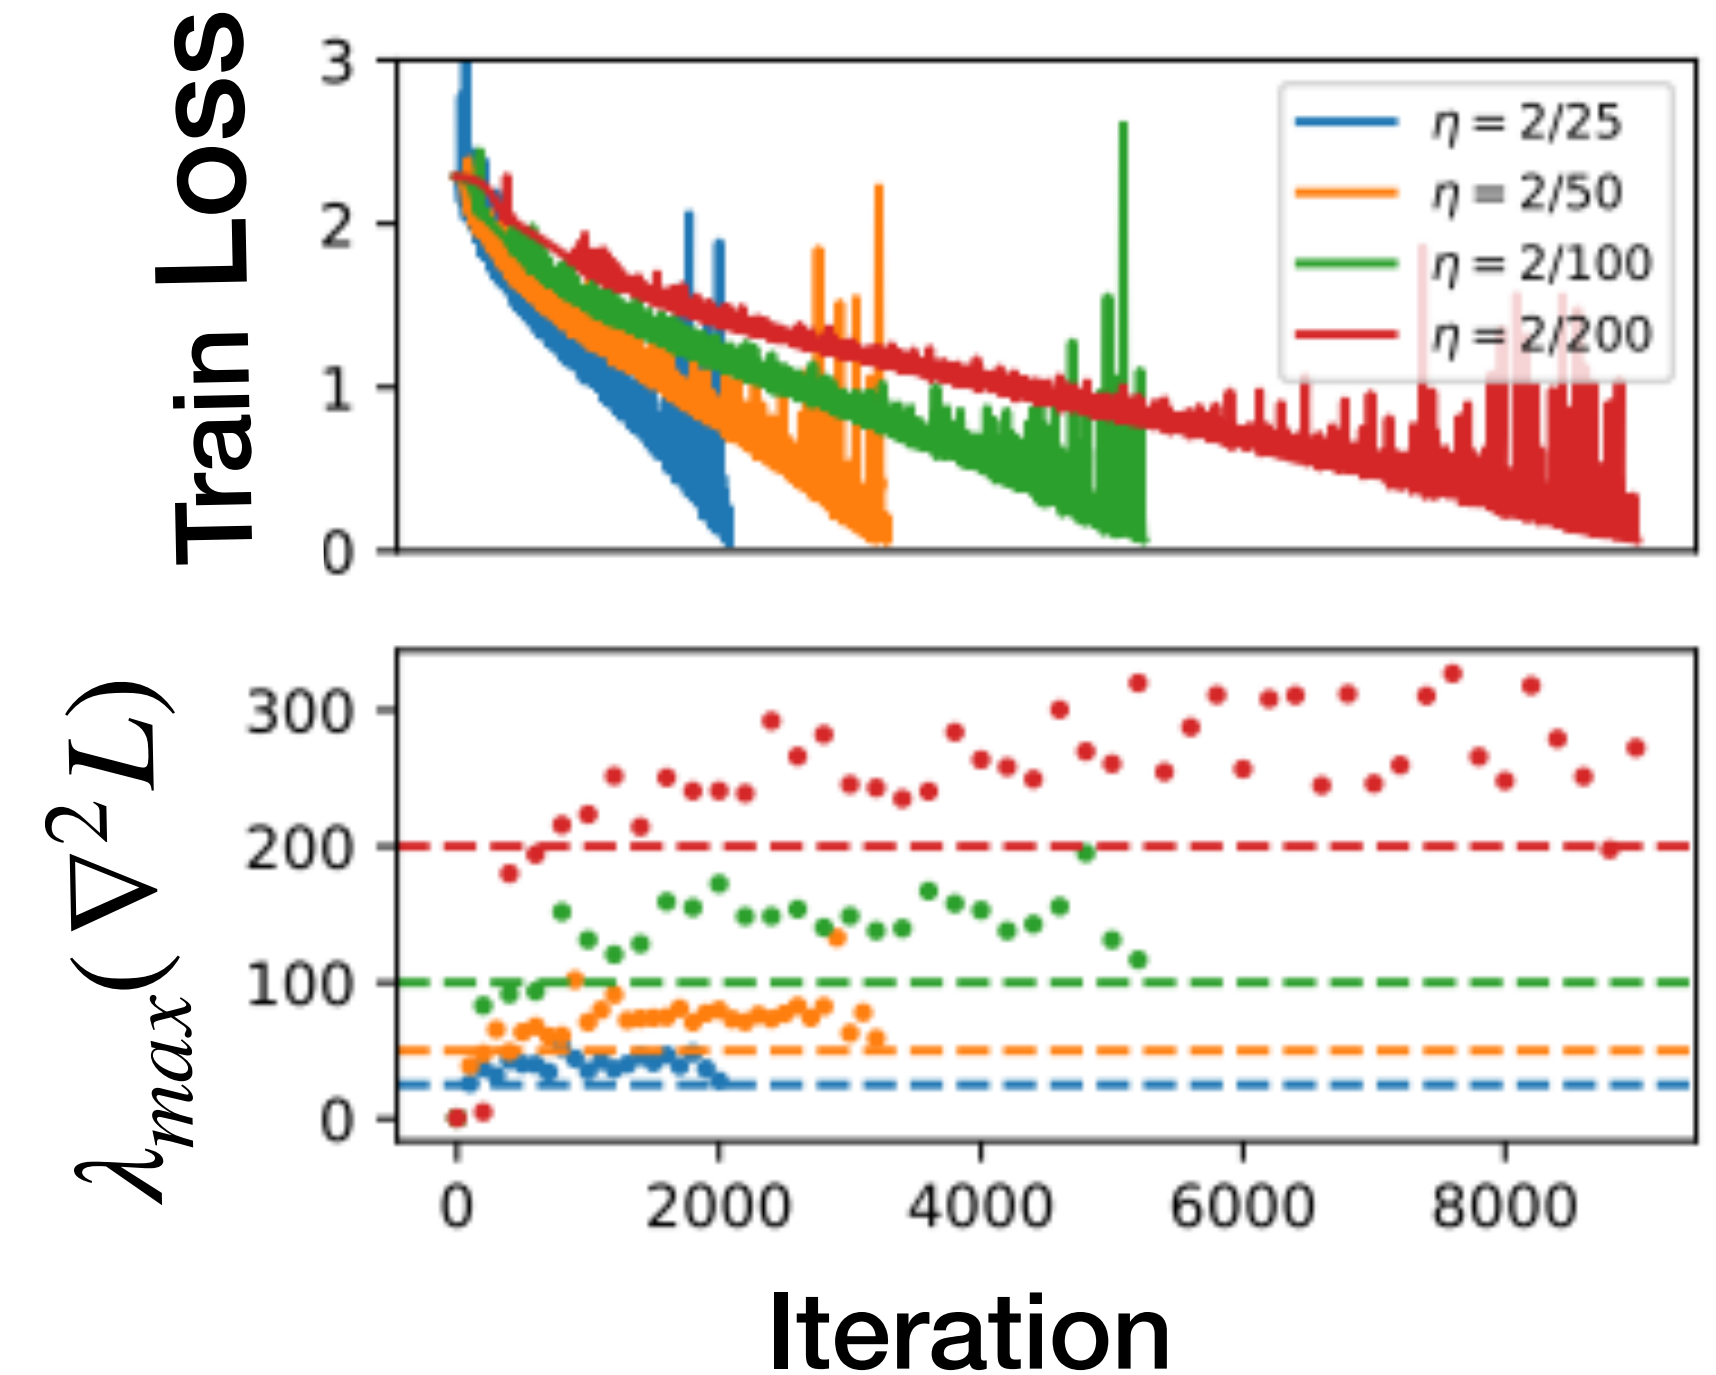 Train Loss
3
2
1
0
η = 2/25
η = 2/50
η = 2/100
η = 2/200
λmax(∇²L)
300
200
100
0
0 2000 4000 6000 8000
Iteration